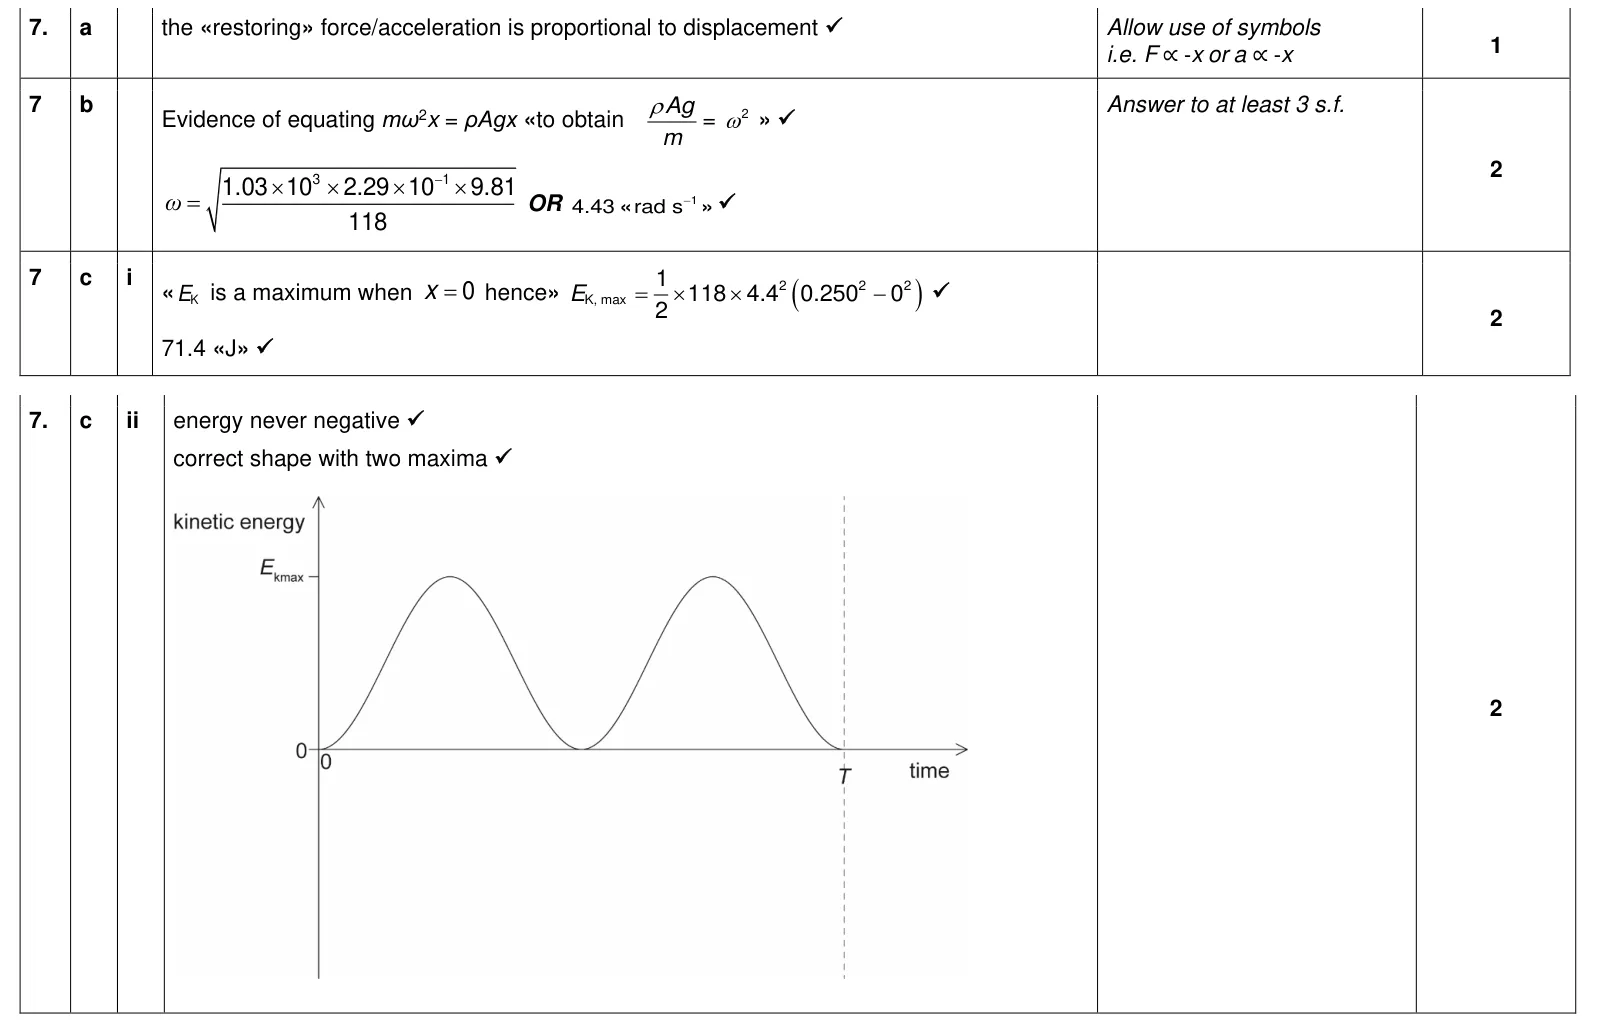 7. a the «restoring» force/acceleration is proportional to displacement ✓ Allow use of symbols
i.e. F ∝ -x or a ∝ -x 1
7 b Evidence of equating mω²x = ρAgx «to obtain ρAg/m = ω² » ✓ Answer to at least 3 s.f.
ω = √(1.03×10³×2.29×10⁻¹×9.81/118) OR 4.43 «rad s⁻¹» ✓ 2
7 c i «E_K is a maximum when x = 0 hence» E_K, max = 1/2 ×118×4.4²(0.250² − 0²) ✓
71.4 «J» ✓ 2
7. c ii energy never negative ✓
correct shape with two maxima ✓
kinetic energy
E_kmax
0
0
T
time
2